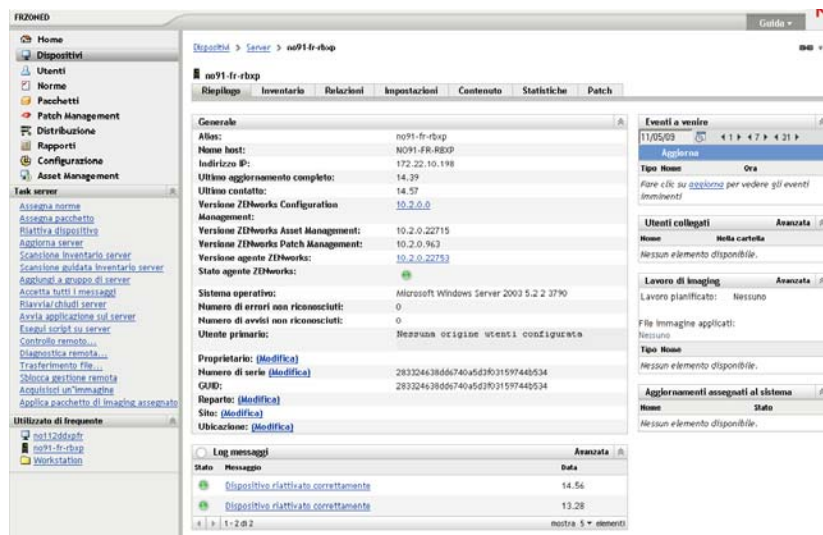 FRZONED
Guida
Home
Dispositivi
Utenti
Norme
Pacchetti
Patch Management
Distribuzione
Rapporti
Configurazione
Asset Management
Task server
Assegna norme
Assegna pacchetto
Riattiva dispositivo
Aggiorna server
Scansione inventario server
Scansione guidata inventario server
Aggiungi a gruppo di server
Accetta tutti i messaggi
Riavvia/chiudi server
Avvia applicazione sul server
Esegui script su server
Controllo remoto...
Diagnostica remota...
Trasferimento file...
Sblocca gestione remota
Acquisisci un'immagine
Applica pacchetto di imaging assegnato
Utilizzato di frequente
no112ddxpfr
no91-fr-rbxp
Workstation
Dispositivi > Server > no91-fr-rbxp
no91-fr-rbxp
Riepilogo Inventario Relazioni Impostazioni Contenuto Statistiche Patch
Generale
Alias: no91-fr-rbxp
Nome host: NO91-FR-RBXP
Indirizzo IP: 172.22.10.198
Ultimo aggiornamento completo: 14.39
Ultimo contatto: 14.57
Versione ZENworks Configuration Management: 10.2.0.0
Versione ZENworks Asset Management: 10.2.0.22715
Versione ZENworks Patch Management: 10.2.0.963
Versione agente ZENworks: 10.2.0.22753
Stato agente ZENworks:
Sistema operativo: Microsoft Windows Server 2003 5.2 2 3790
Numero di errori non riconosciuti: 0
Numero di avvisi non riconosciuti: 0
Utente primario: Nessuna origine utenti configurata
Proprietario: (Modifica)
Numero di serie (Modifica) 283324638dd6740a5d3f03159744b534
GUID: 283324638dd6740a5d3f03159744b534
Reparto: (Modifica)
Sito: (Modifica)
Ubicazione: (Modifica)
Log messaggi Avanzata
Stato Messaggio Data
Dispositivo riattivato correttamente 14.56
Dispositivo riattivato correttamente 13.28
1 - 2 di 2 mostra 5 elementi
Eventi a venire
11/05/09 1 7 21
Aggiorna
Tipo Nome Ora
Fare clic su aggiorna per vedere gli eventi
imminenti
Utenti collegati Avanzata
Nome Nella cartella
Nessun elemento disponibile.
Lavoro di imaging Avanzata
Lavoro pianificato: Nessuno
File immagine applicati:
Nessuno
Tipo Nome
Nessun elemento disponibile.
Aggiornamenti assegnati al sistema
Nome Stato
Nessun elemento disponibile.